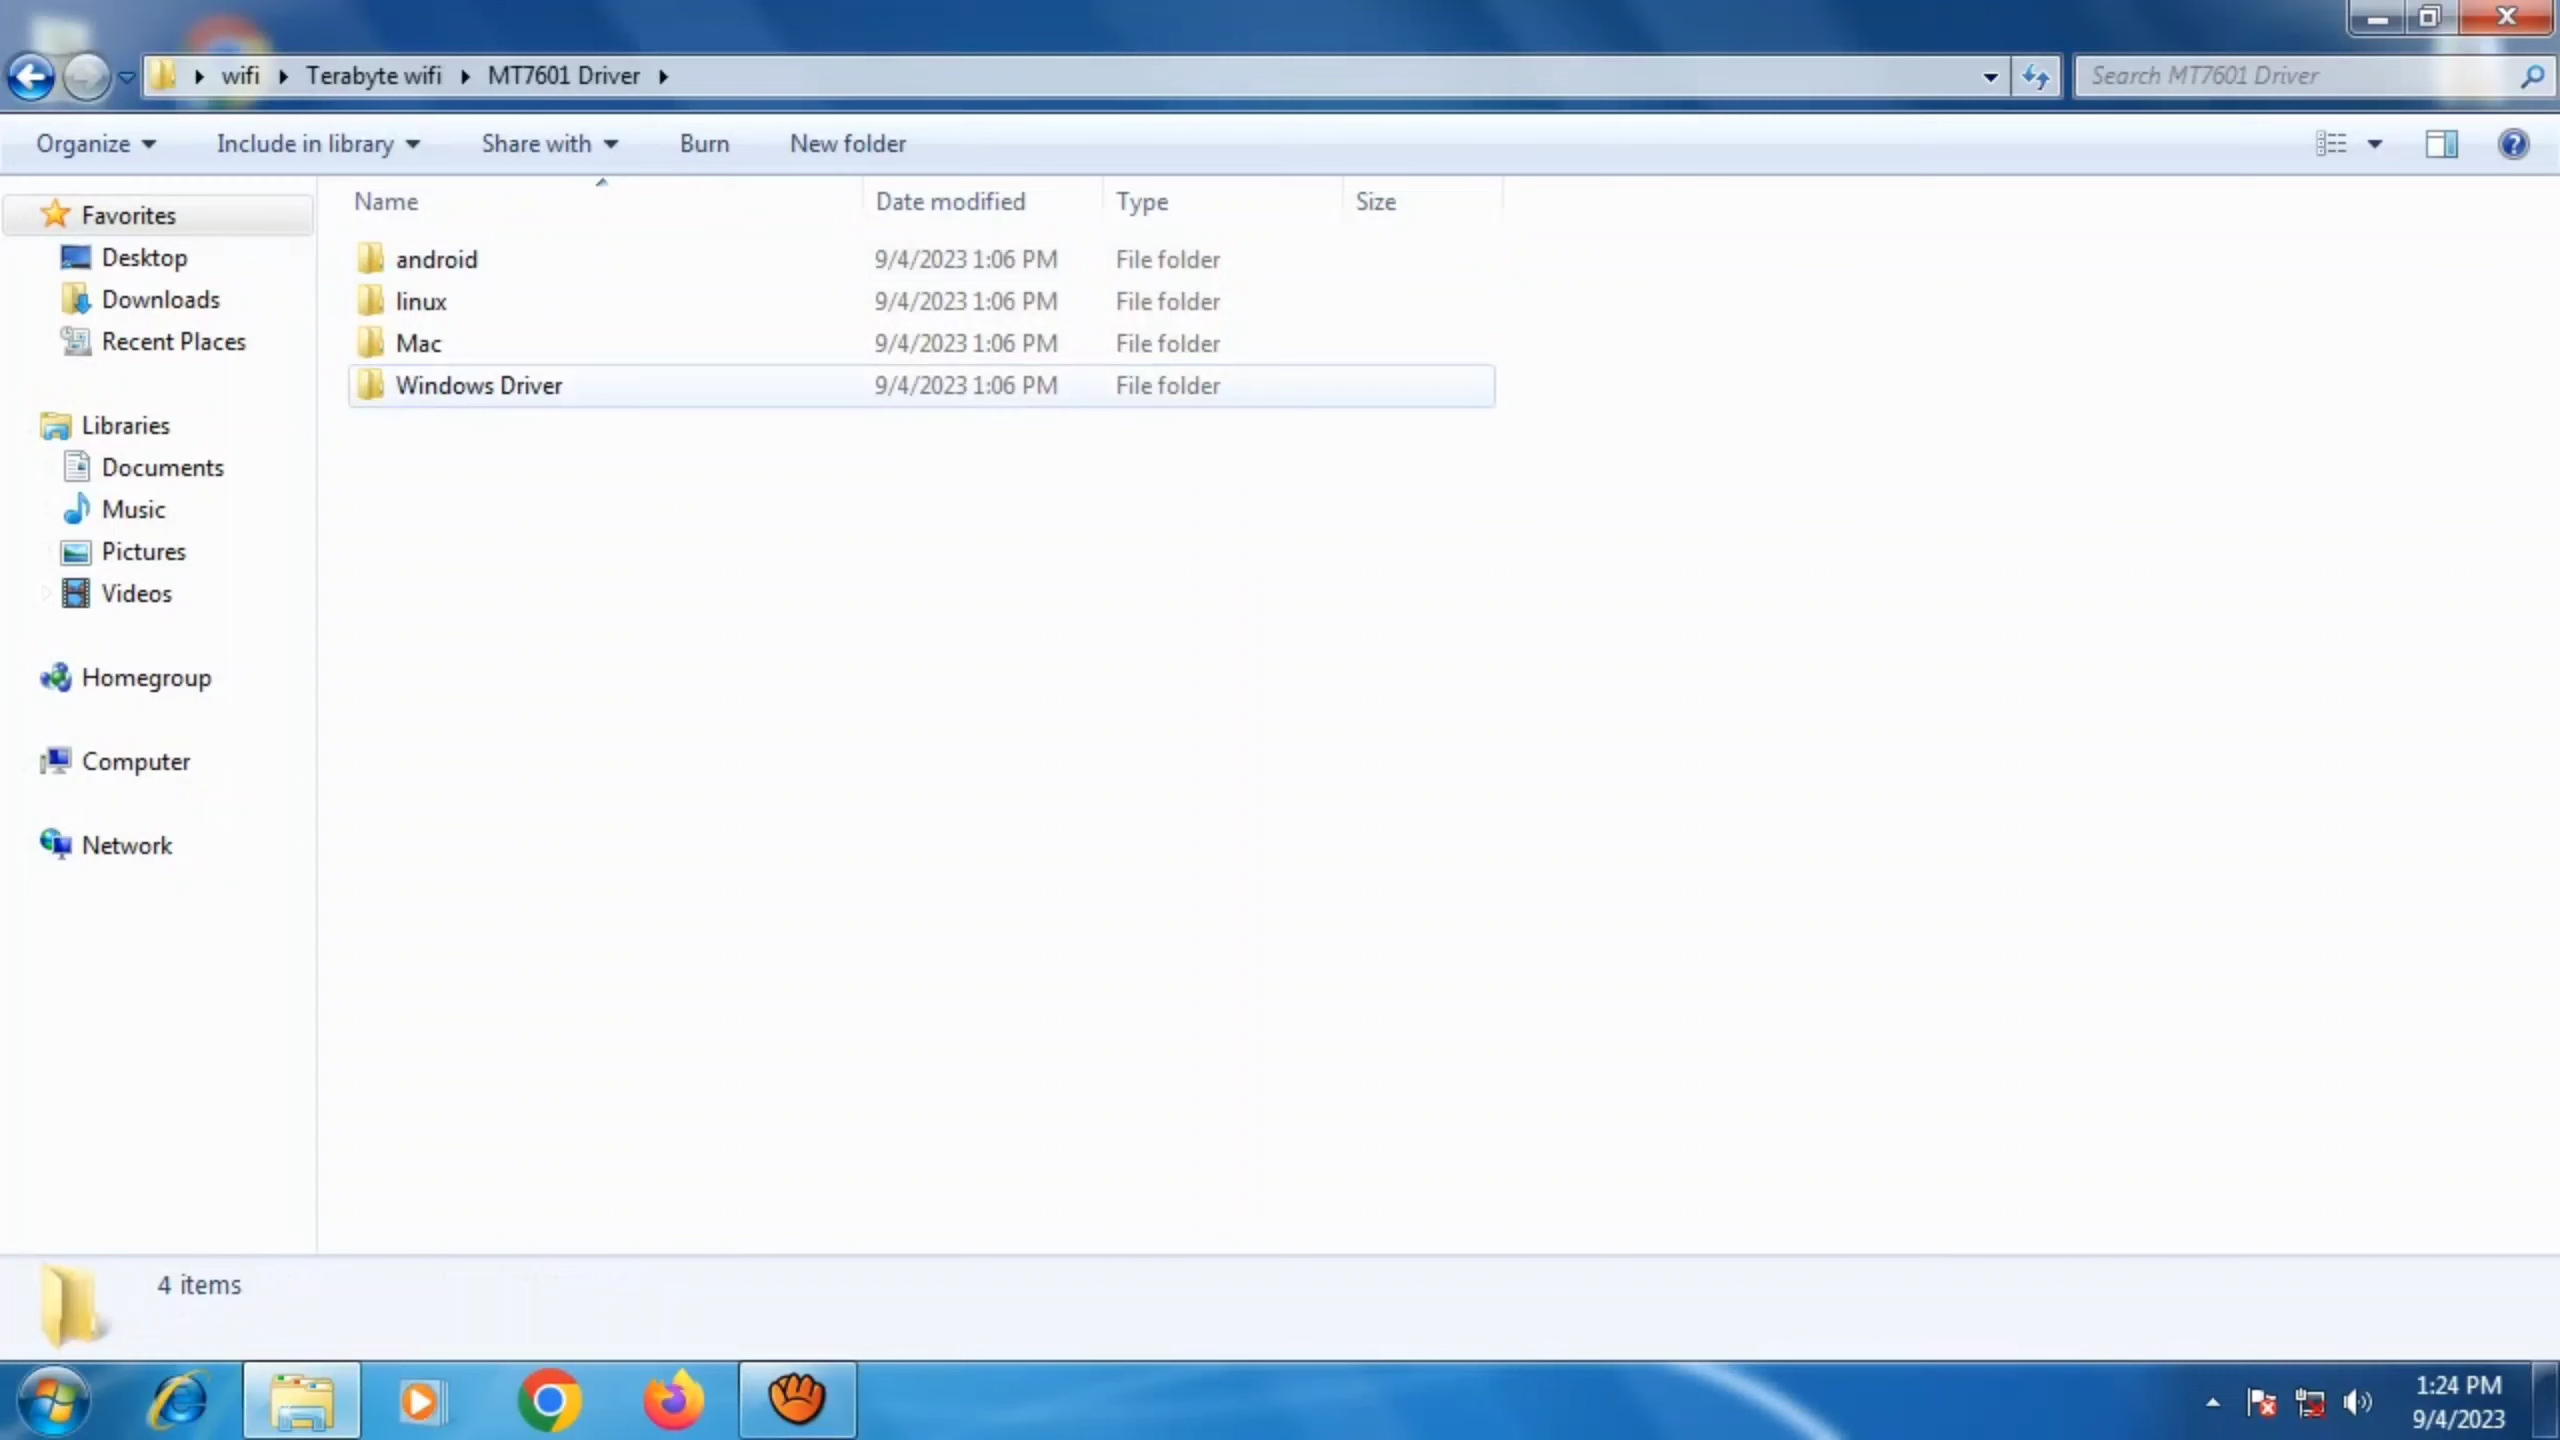 wifi Terabyte wifi MT7601 Driver Search MT7601 Driver
Organize Include in library Share with Burn New folder
Name Date modified Type Size
Favorites
Desktop
Downloads
Recent Places
Libraries
Documents
Music
Pictures
Videos
Homegroup
Computer
Network
android 9/4/2023 1:06 PM File folder
linux 9/4/2023 1:06 PM File folder
Mac 9/4/2023 1:06 PM File folder
Windows Driver 9/4/2023 1:06 PM File folder
4 items
1:24 PM
9/4/2023